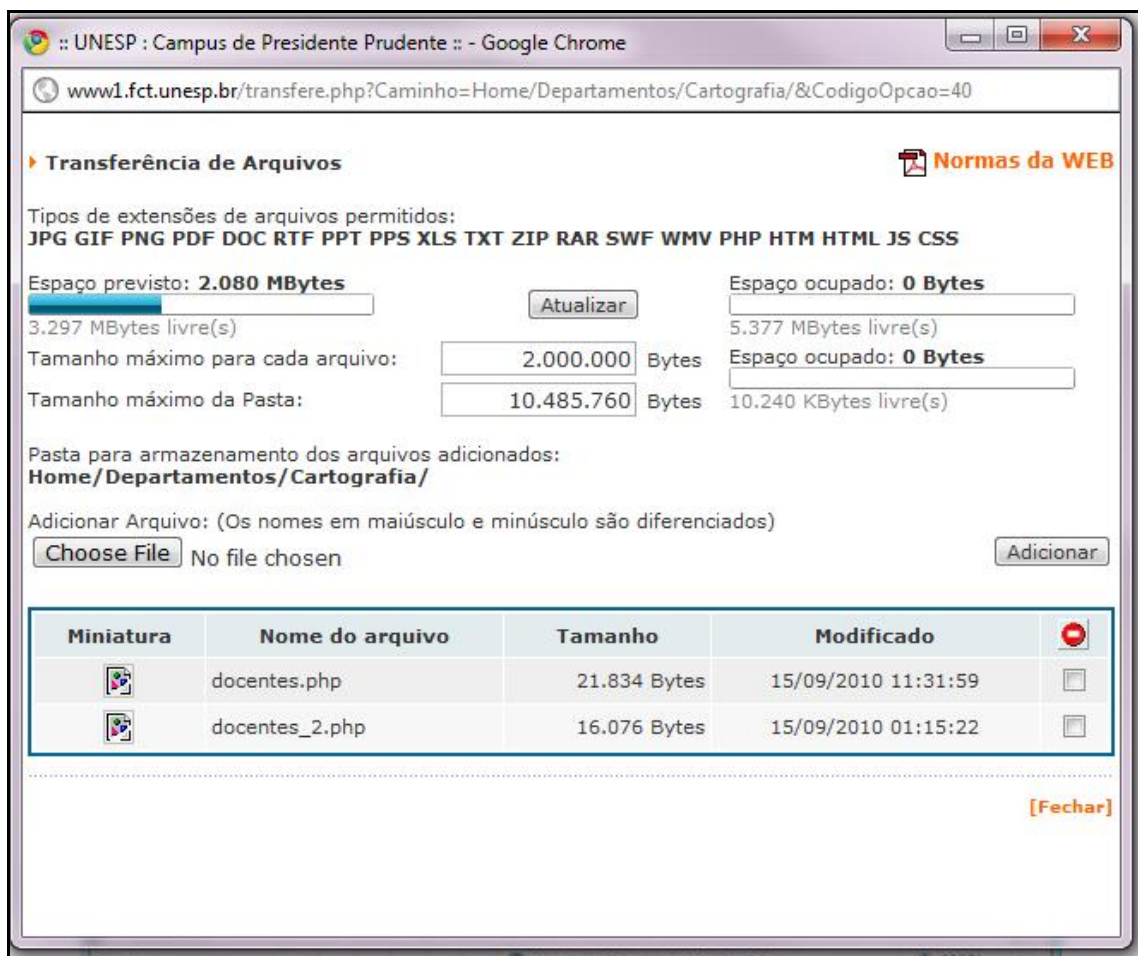 :: UNESP : Campus de Presidente Prudente :: - Google Chrome
www1.fct.unesp.br/transfere.php?Caminho=Home/Departamentos/Cartografia/&CodigoOpcao=40
Transferência de Arquivos
Normas da WEB
Tipos de extensões de arquivos permitidos:
JPG GIF PNG PDF DOC RTF PPT PPS XLS TXT ZIP RAR SWF WMV PHP HTM HTML JS CSS
Espaço previsto: 2.080 MBytes
Atualizar
Espaço ocupado: 0 Bytes
3.297 MBytes livre(s)
5.377 MBytes livre(s)
Tamanho máximo para cada arquivo: 2.000.000 Bytes
Espaço ocupado: 0 Bytes
Tamanho máximo da Pasta: 10.485.760 Bytes
10.240 KBytes livre(s)
Pasta para armazenamento dos arquivos adicionados:
Home/Departamentos/Cartografia/
Adicionar Arquivo: (Os nomes em maiúsculo e minúsculo são diferenciados)
Choose File No file chosen
Adicionar
Miniatura Nome do arquivo Tamanho Modificado
docentes.php 21.834 Bytes 15/09/2010 11:31:59
docentes_2.php 16.076 Bytes 15/09/2010 01:15:22
[Fechar]